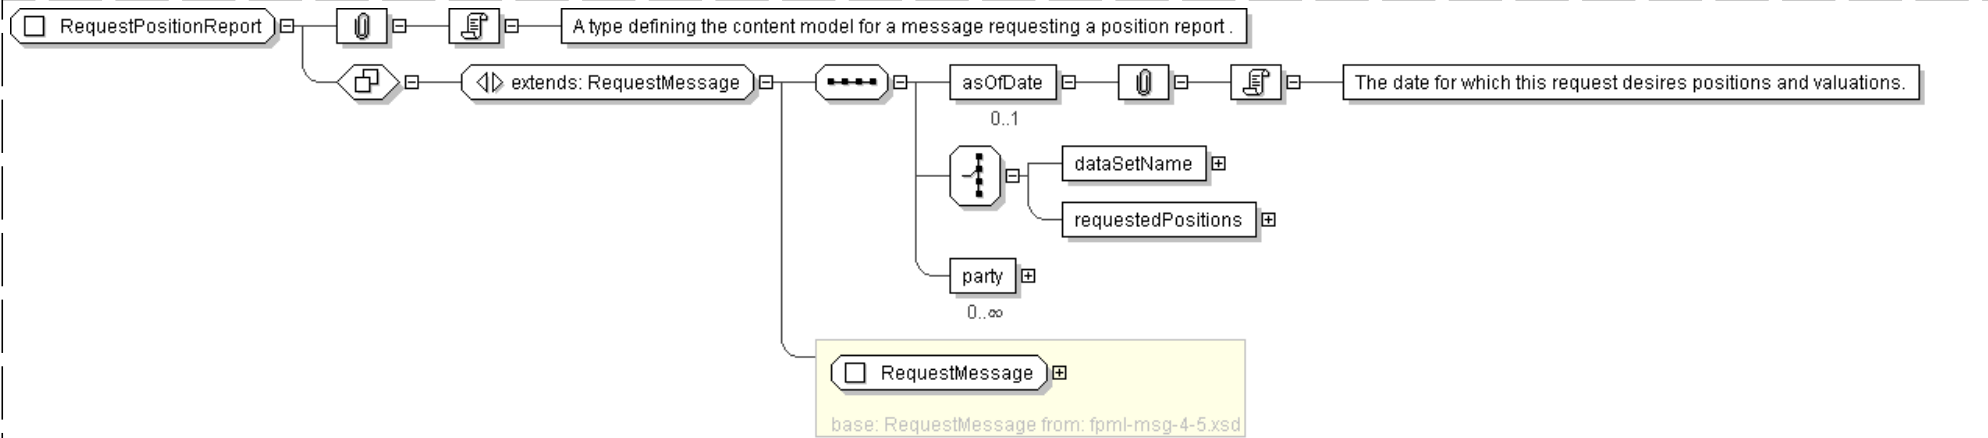 RequestPositionReport
A type defining the content model for a message requesting a position report .
extends: RequestMessage
asOfDate
The date for which this request desires positions and valuations.
0..1
dataSetName
requestedPositions
party
0..∞
RequestMessage
base: RequestMessage from: fpml-msg-4-5.xsd